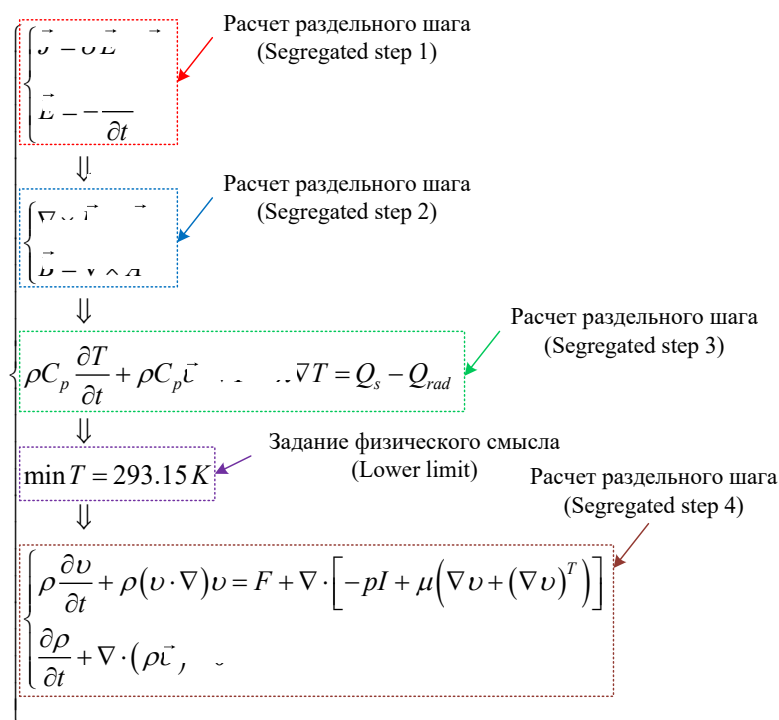 Расчет раздельного шага
(Segregated step 1)
∂t
⇓
Расчет раздельного шага
(Segregated step 2)
⇓
Расчет раздельного шага
(Segregated step 3)
ρC_p ∂T/∂t + ρC_p ∇T = Q_s − Q_rad
⇓
Задание физического смысла
(Lower limit)
min T = 293.15 K
⇓
Расчет раздельного шага
(Segregated step 4)
ρ ∂υ/∂t + ρ(υ · ∇)υ = F + ∇ · [−pI + μ(∇υ + (∇υ)^T)]
∂ρ/∂t + ∇ · (ρ